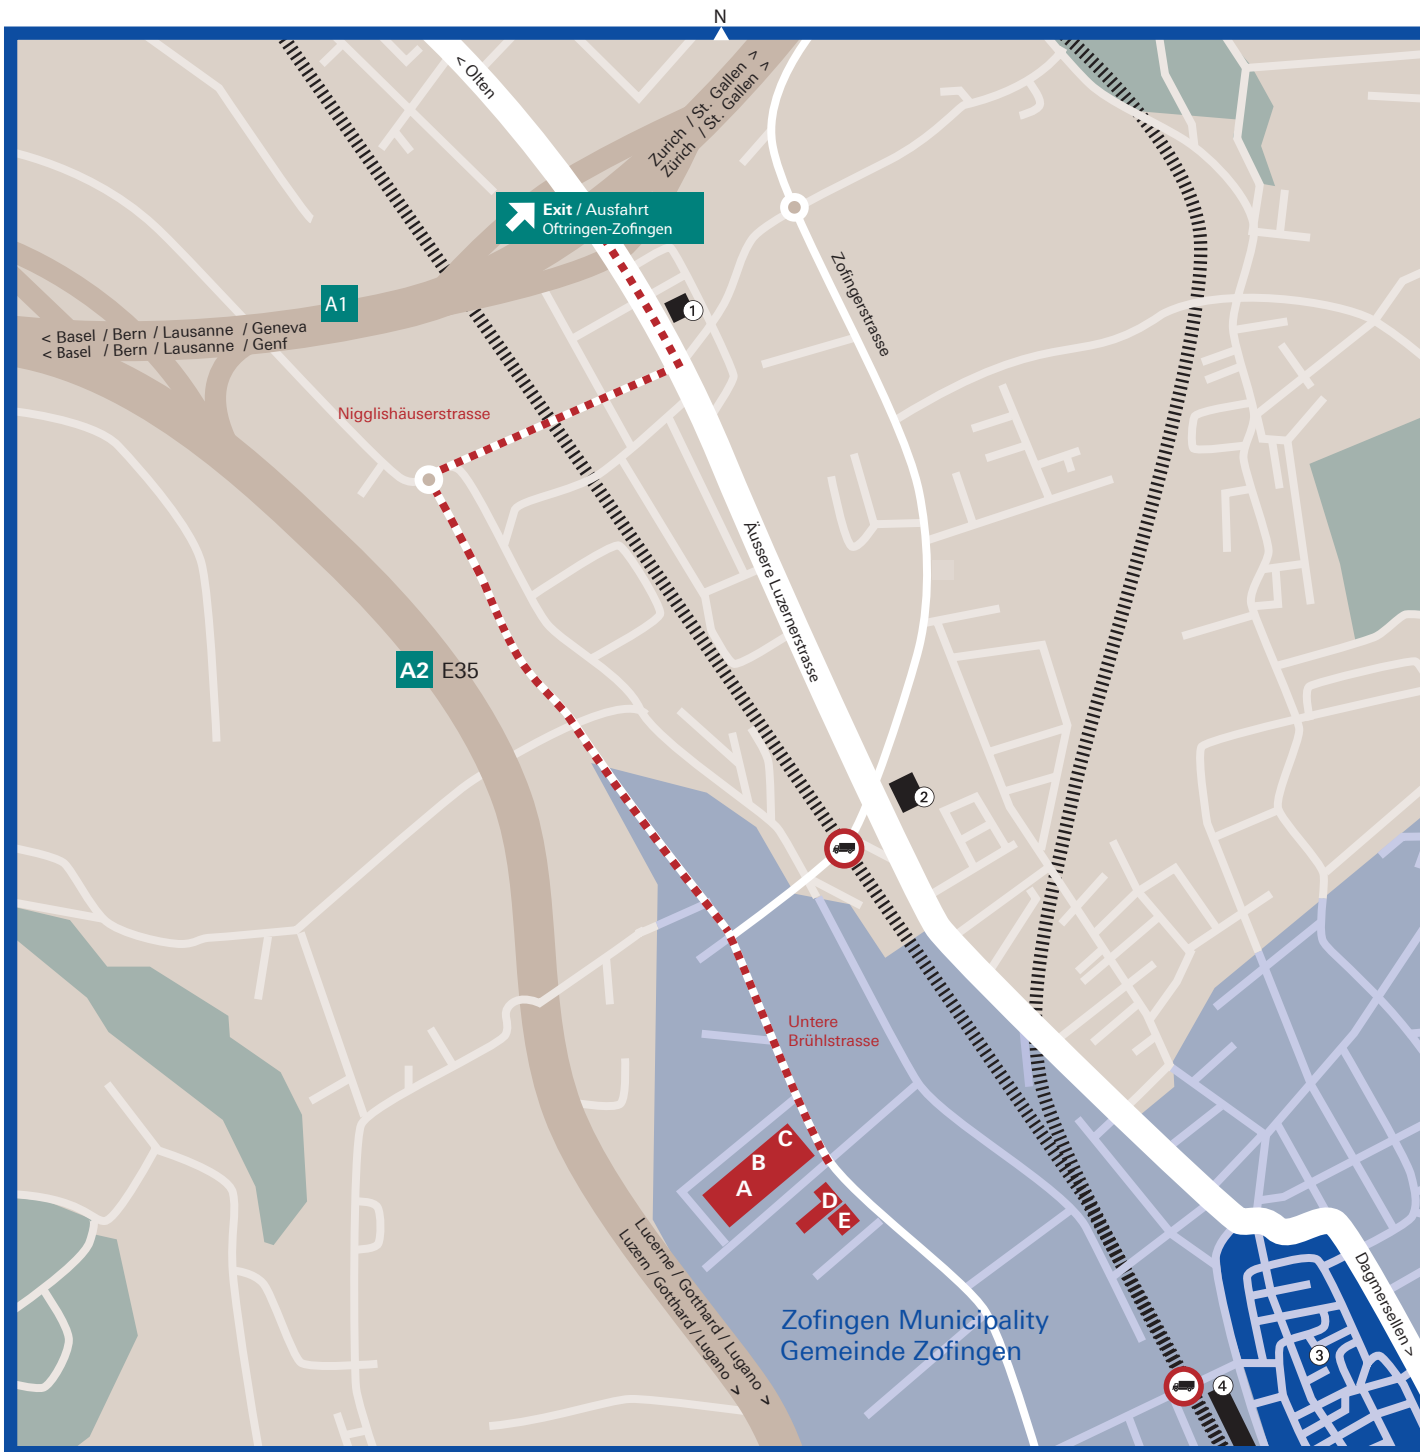 N
< Olten
Zurich / St. Gallen >
Zürich / St. Gallen >
Exit / Ausfahrt
Oftringen-Zofingen
Zofingerstrasse
A1
1
< Basel / Bern / Lausanne / Geneva
< Basel / Bern / Lausanne / Genf
Nigglishäuserstrasse
Äussere Luzernerstrasse
A2 E35
2
Untere
Brühlstrasse
C
B
A
D
E
Lucerne / Gotthard / Lugano >
Luzern / Gotthard / Lugano >
Zofingen Municipality
Gemeinde Zofingen
Dagmersellen >
3
4